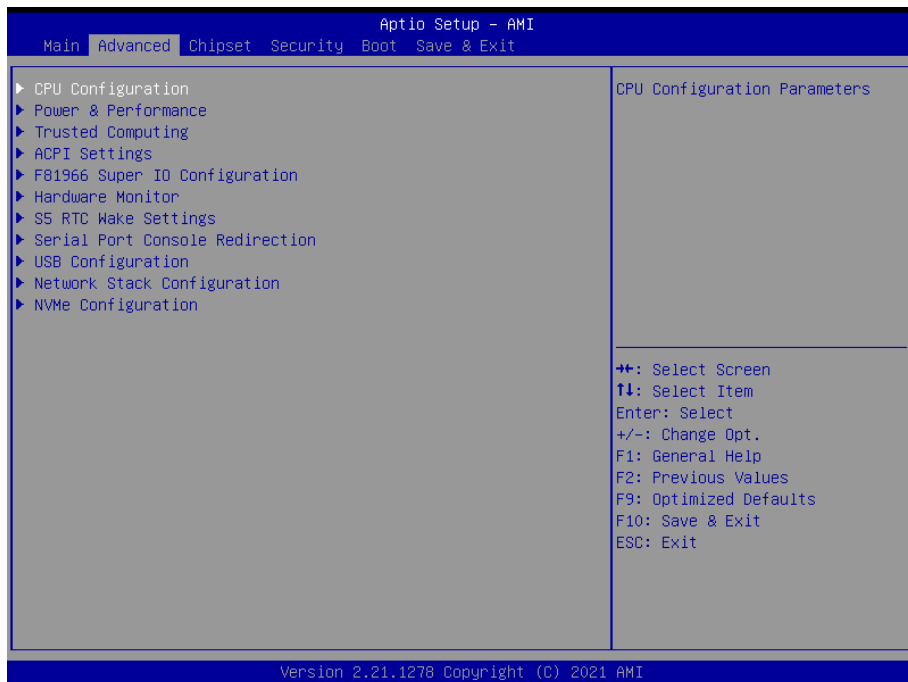 Aptio Setup – AMI
Main Advanced Chipset Security Boot Save & Exit
CPU Configuration
Power & Performance
Trusted Computing
ACPI Settings
F81966 Super IO Configuration
Hardware Monitor
S5 RTC Wake Settings
Serial Port Console Redirection
USB Configuration
Network Stack Configuration
NVMe Configuration
CPU Configuration Parameters
→←: Select Screen
↑↓: Select Item
Enter: Select
+/-: Change Opt.
F1: General Help
F2: Previous Values
F9: Optimized Defaults
F10: Save & Exit
ESC: Exit
Version 2.21.1278 Copyright (C) 2021 AMI